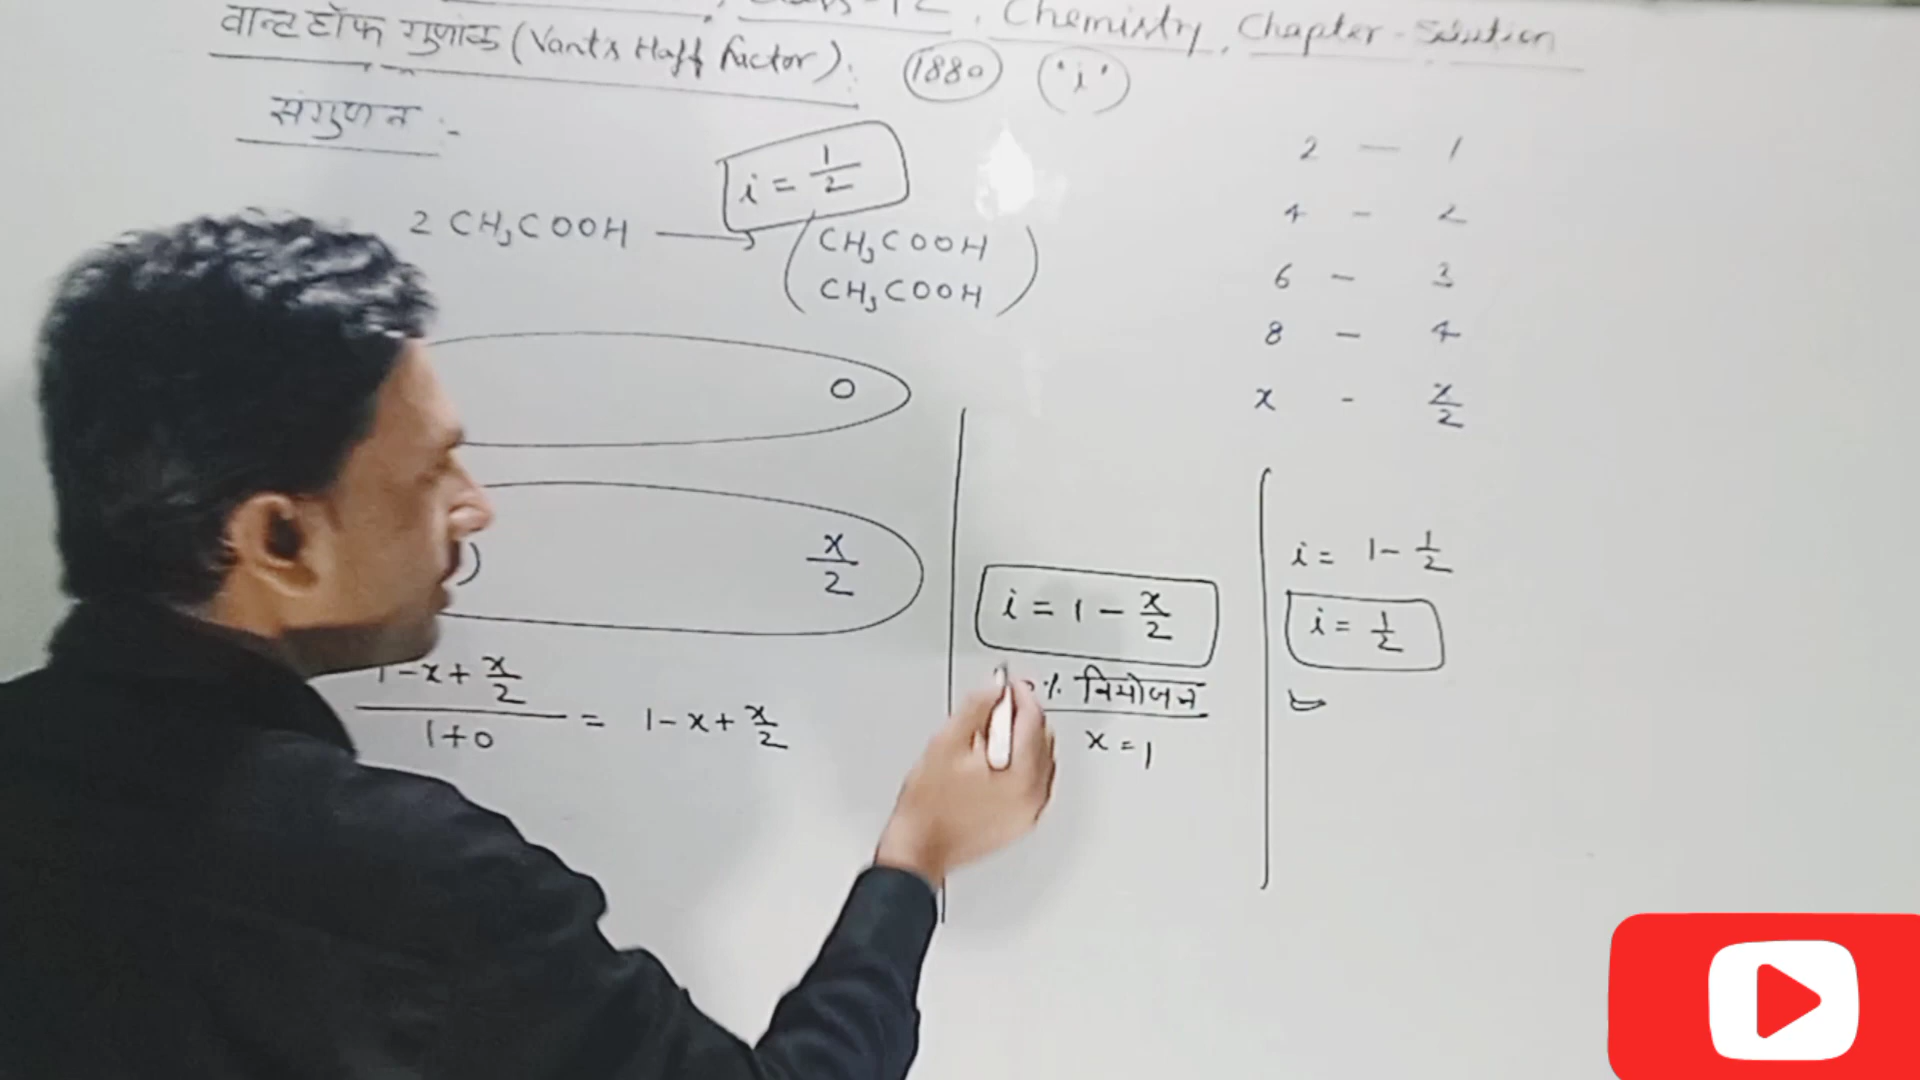 -12, Chemistry, Chapter - Solution
वान्ट हॉफ गुणांक (Vant's Hoff factor). 1880 'i'
संगुणन :-
i = 1/2
2 CH₃COOH ⟶ (CH₃COOH
CH₃COOH)
2 — 1
4 - 2
6 - 3
8 - 4
x - x/2
0
) x/2
1-x+x/2 / 1+0 = 1-x+x/2
i = 1 - x/2
% नियोजन
x = 1
i = 1 - 1/2
i = 1/2